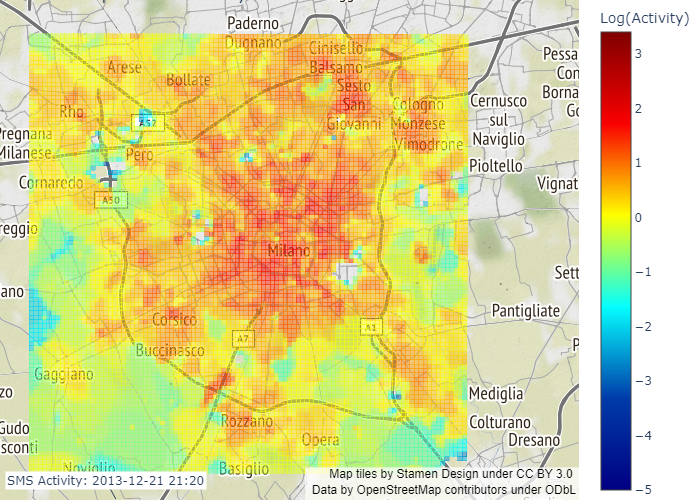 Paderno
Dugnano
Cinisello
Balsamo
Arese
Bollate
Sesto
San
Giovanni
Rho
Cologno
Monzese
Vimodrone
Cernusco
sul
Naviglio
Pessa
Con
Borna
Go
A52
Pregnana
Milanese
Pero
Pioltello
Cornaredo
Vignat
A50
reggio
Milano
Sett
ano
Pantigliate
Corsico
A7
A1
Buccinasco
P
Gaggiano
zo
Mediglia
Rozzano
Colturano
Gudo
sconti
Opera
Dresano
Noviglio
Basiglio
SMS Activity: 2013-12-21 21:20
Map tiles by Stamen Design under CC BY 3.0
Data by OpenStreetMap contributors under ODbL
Log(Activity)
3
2
1
0
−1
−2
−3
−4
−5